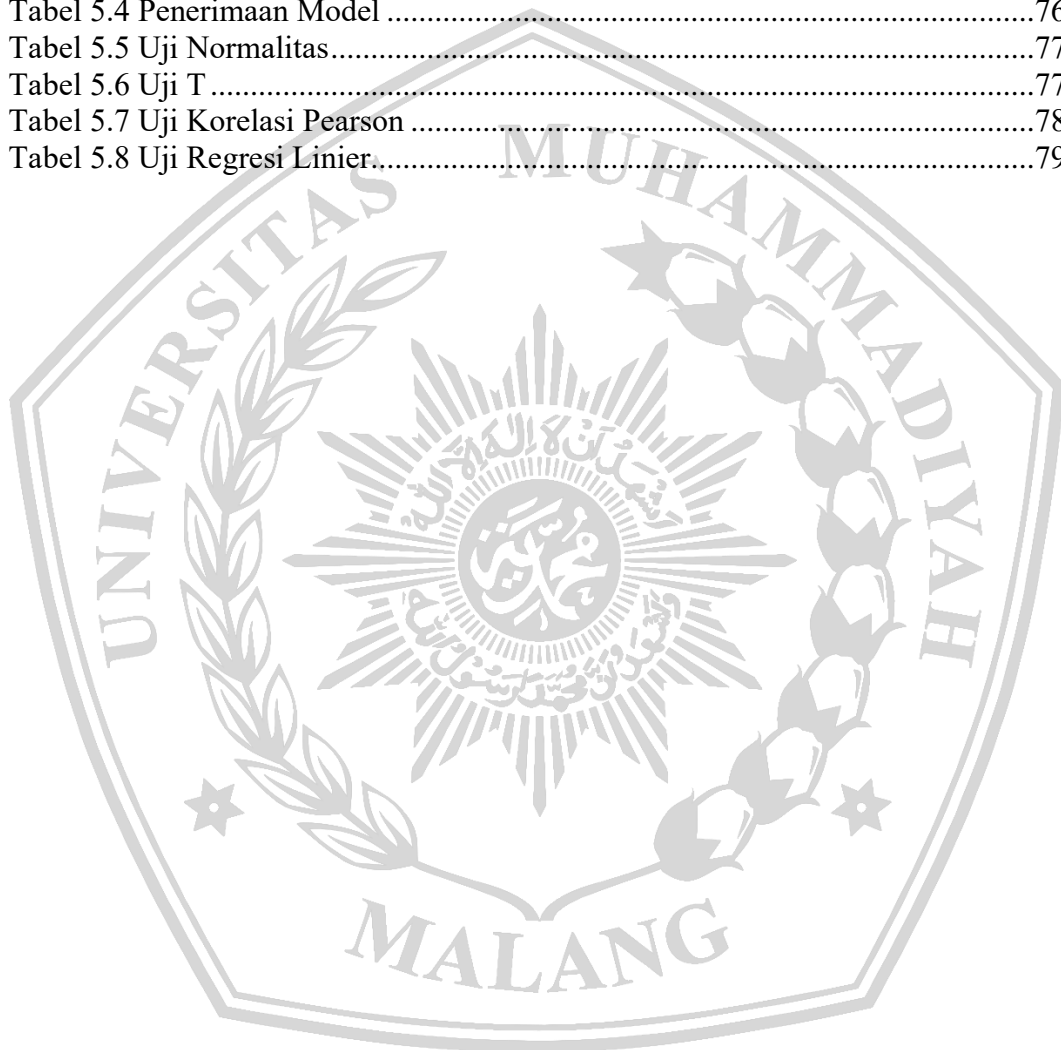 Tabel 5.4 Penerimaan Model ....................................................................................76
Tabel 5.5 Uji Normalitas...........................................................................................77
Tabel 5.6 Uji T .........................................................................................................77
Tabel 5.7 Uji Korelasi Pearson .................................................................................78
Tabel 5.8 Uji Regresi Linier......................................................................................79
UNIVERSITAS MUHAMMADIYAH
MALANG